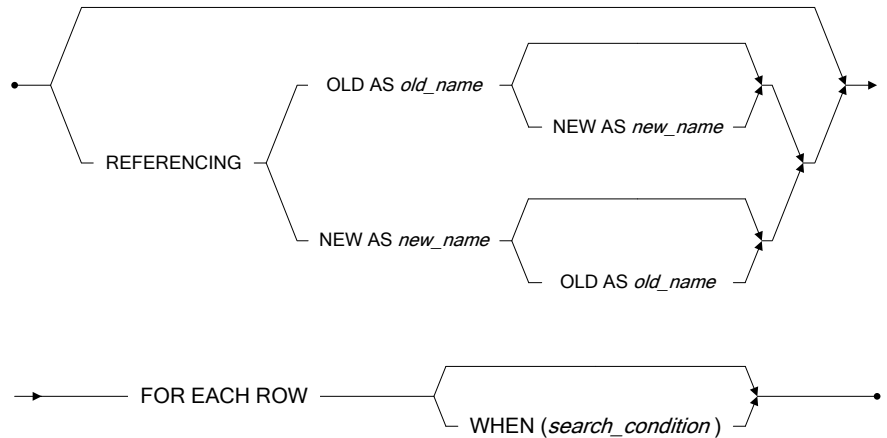 OLD AS old_name
NEW AS new_name
REFERENCING
NEW AS new_name
OLD AS old_name
FOR EACH ROW
WHEN (search_condition)